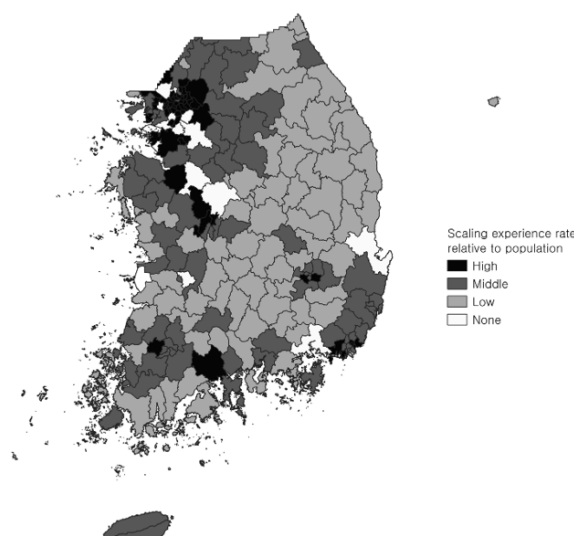 Scaling experience rate
relative to population
High
Middle
Low
None